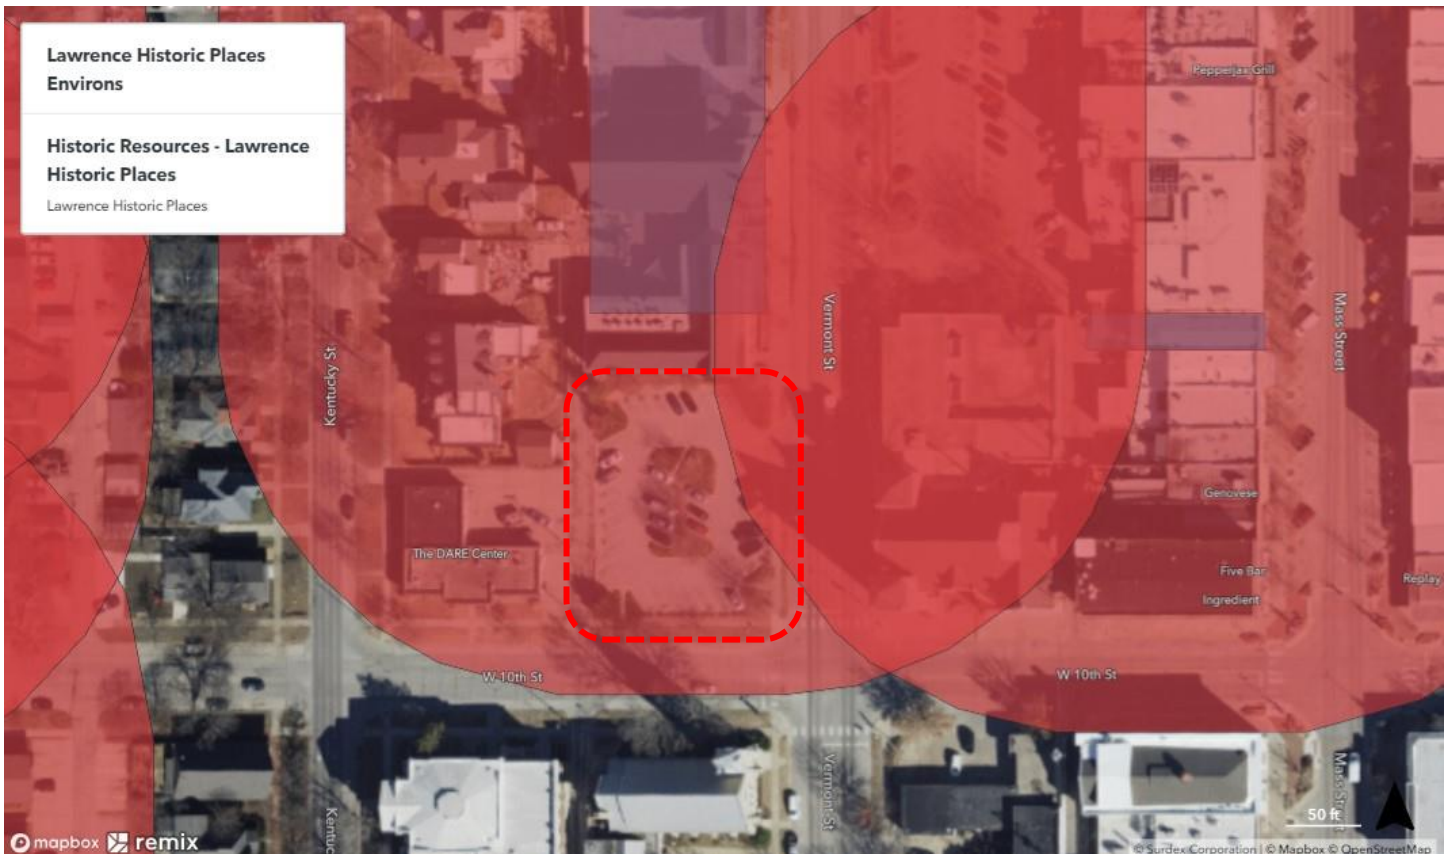 Lawrence Historic Places
Environs
Historic Resources - Lawrence
Historic Places
Lawrence Historic Places
Pepperjax Grill
Kentucky St
Vermont St
Mass Street
Genovese
The DARE Center
Five Bar
Ingredient
Replay
W 10th St
W 10th St
Kentuc
Vermont St
Mass Str
50 ft
mapbox remix
© Surdex Corporation | © Mapbox © OpenStreetMap